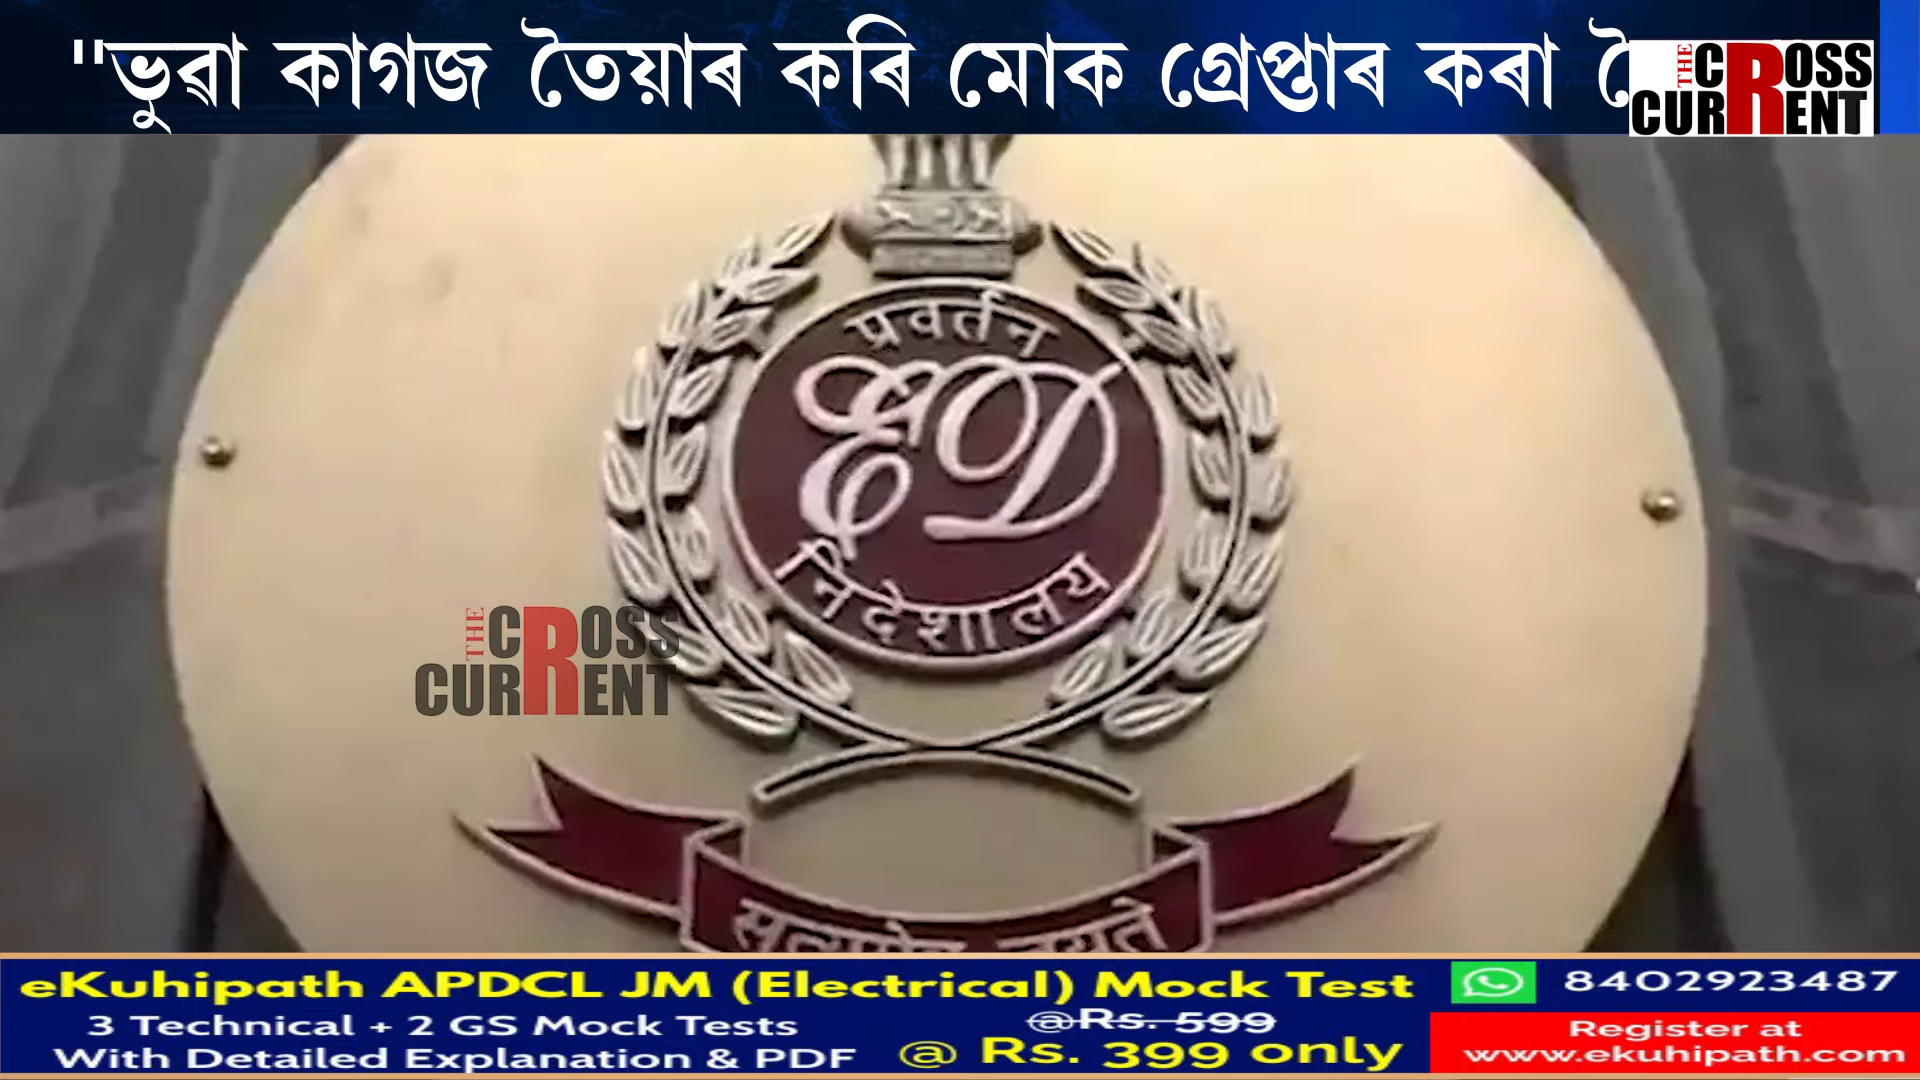 "ভুৱা কাগজ তৈয়াৰ কৰি মোক গ্ৰেপ্তাৰ কৰা
THE CROSS
CURRENT
प्रवर्तन
ED
निदेशालय
THE CROSS
CURRENT
eKuhipath APDCL JM (Electrical) Mock Test
3 Technical + 2 GS Mock Tests
With Detailed Explanation & PDF
@Rs. 599
@ Rs. 399 only
8402923487
Register at
www.ekuhipath.com